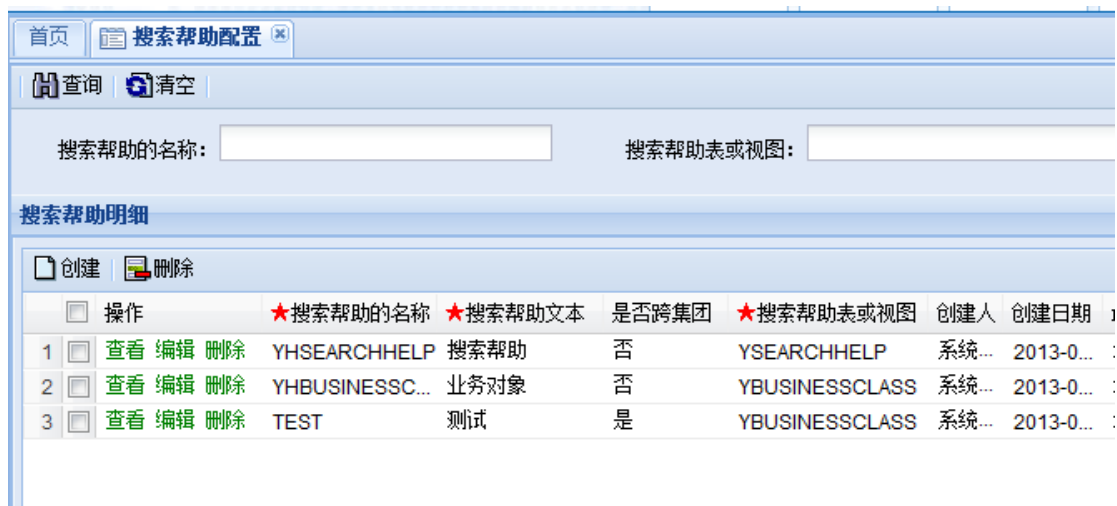 首页 搜索帮助配置
查询 清空
搜索帮助的名称： 搜索帮助表或视图：
搜索帮助明细
创建 删除
操作 ★搜索帮助的名称 ★搜索帮助文本 是否跨集团 ★搜索帮助表或视图 创建人 创建日期
1 查看 编辑 删除 YHSEARCHHELP 搜索帮助 否 YSEARCHHELP 系统... 2013-0...
2 查看 编辑 删除 YHBUSINESSC... 业务对象 否 YBUSINESSCLASS 系统... 2013-0...
3 查看 编辑 删除 TEST 测试 是 YBUSINESSCLASS 系统... 2013-0...